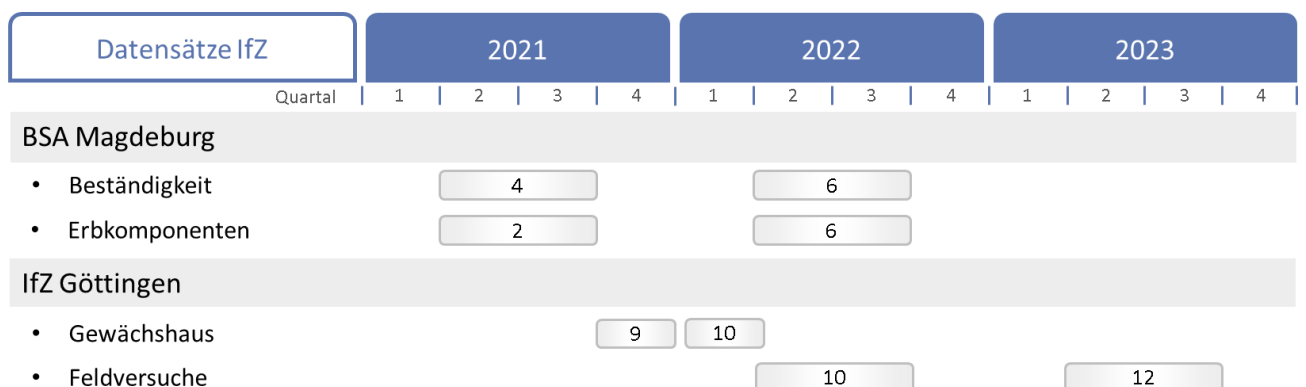 Datensätze IfZ 2021 2022 2023
Quartal 1 2 3 4 1 2 3 4 1 2 3 4
BSA Magdeburg
• Beständigkeit 4 6
• Erbkomponenten 2 6
IfZ Göttingen
• Gewächshaus 9 10
• Feldversuche 10 12